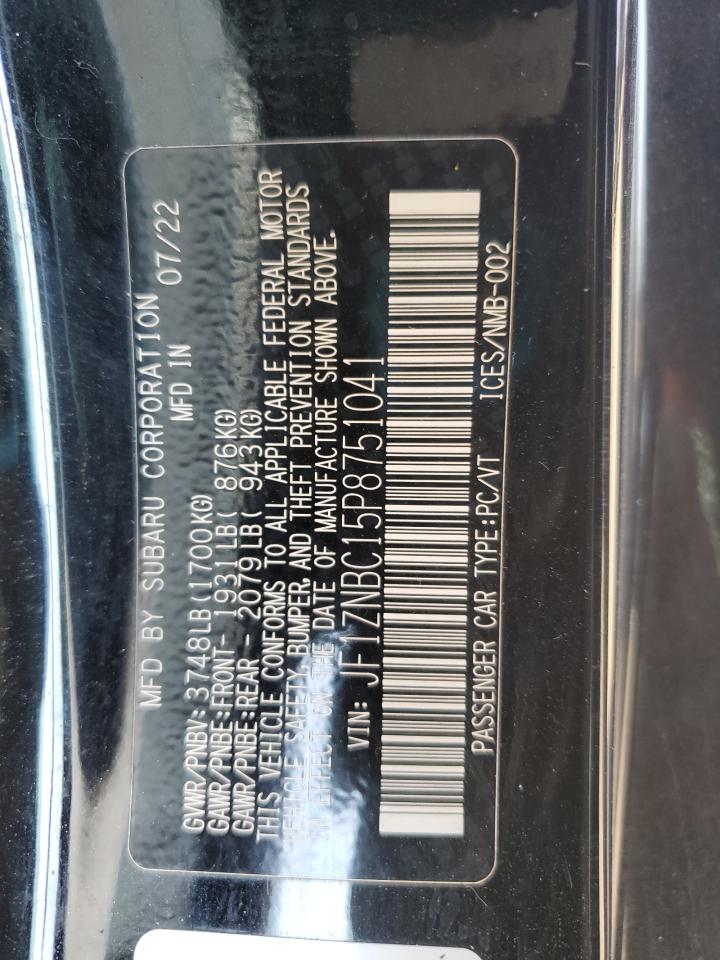 MFD BY SUBARU CORPORATION
MFD IN 07/22
GVWR/PNBV: 3748LB(1700KG)
GAWR/PNBE:FRONT- 1931LB( 876KG)
GAWR/PNBE:REAR - 2079LB( 943KG)
THIS VEHICLE CONFORMS TO ALL APPLICABLE FEDERAL MOTOR
VEHICLE SAFETY, BUMPER, AND THEFT PREVENTION STANDARDS
IN EFFECT ON THE DATE OF MANUFACTURE SHOWN ABOVE.
VIN: JF1ZNBC15P8751041
PASSENGER CAR TYPE:PC/VT ICES/NMB-002